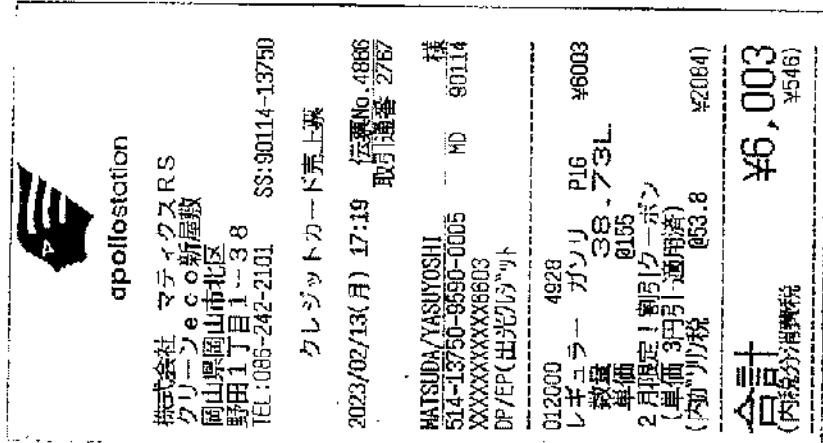 apollostation
株式会社 マティクスRS
クリーンeco新屋敷
岡山県岡山市北区
野田1丁目1-38
TEL:086-242-2101 SS:90114-13750
クレジットカード売上票
2023/02/13(月) 17:19 伝票No.4866
取引通番 2767
MATSUDA/YASUYOSHI 様
514-13750-9590-0005 MD 90114
XXXXXXXXXXXX6603
DP/EP(出光クレジット
012000 4928
レギュラー ガソリ P16 ¥6003
数量 38.73L
単価 @155
2月限定!割引クーポン
(単価 3円引 適用済)
(内ガソリン税 @53.8 ¥2084)
合計 ¥6,003
(内税分消費税 ¥546)